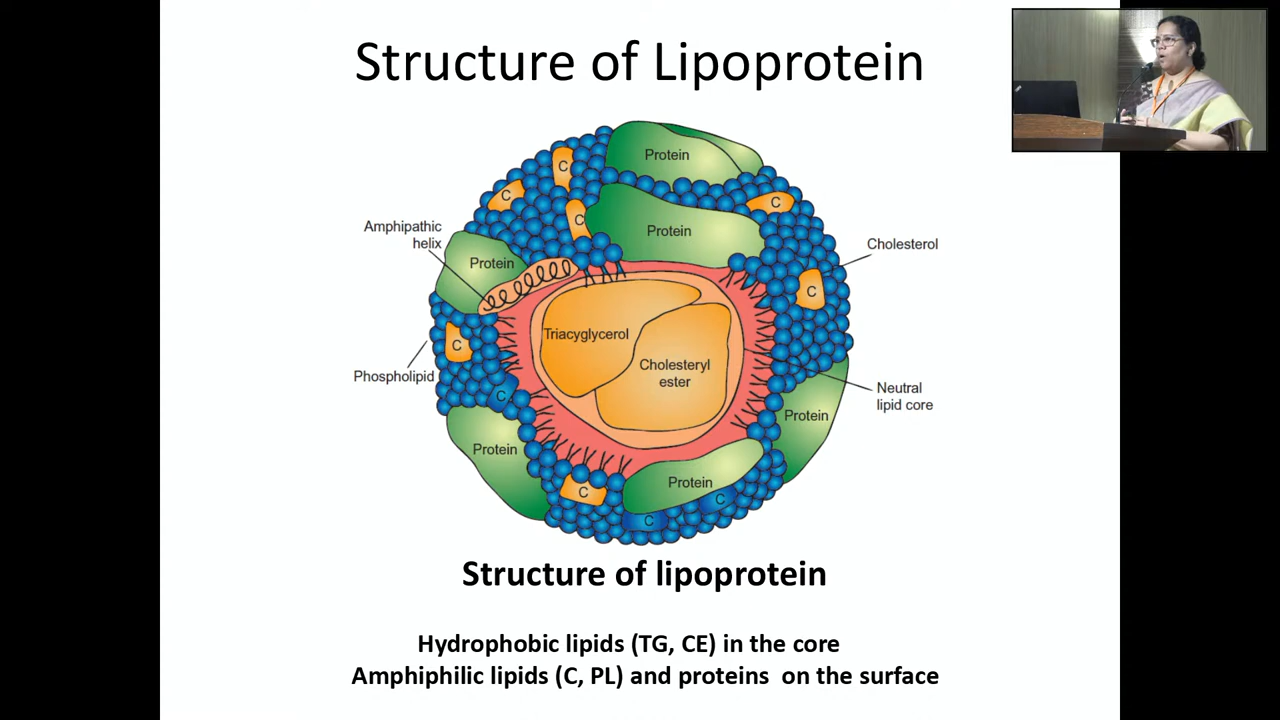 Structure of Lipoprotein
Protein
C
C
C
C
Protein
Amphipathic
helix
Cholesterol
Protein
C
Triacyglycerol
C
Cholesteryl
ester
Phospholipid
Neutral
lipid core
C
Protein
Protein
Protein
C
C
C
Structure of lipoprotein
Hydrophobic lipids (TG, CE) in the core
Amphiphilic lipids (C, PL) and proteins on the surface